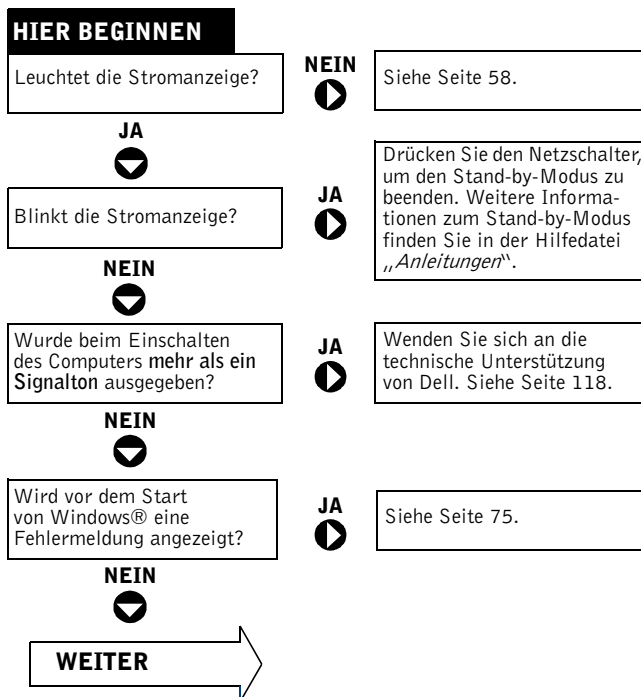 HIER BEGINNEN
Leuchtet die Stromanzeige?
NEIN
Siehe Seite 58.
JA
Blinkt die Stromanzeige?
JA
Drücken Sie den Netzschalter,
um den Stand-by-Modus zu
beenden. Weitere Informa-
tionen zum Stand-by-Modus
finden Sie in der Hilfedatei
„Anleitungen“.
NEIN
Wurde beim Einschalten
des Computers mehr als ein
Signalton ausgegeben?
JA
Wenden Sie sich an die
technische Unterstützung
von Dell. Siehe Seite 118.
NEIN
Wird vor dem Start
von Windows® eine
Fehlermeldung angezeigt?
JA
Siehe Seite 75.
NEIN
WEITER